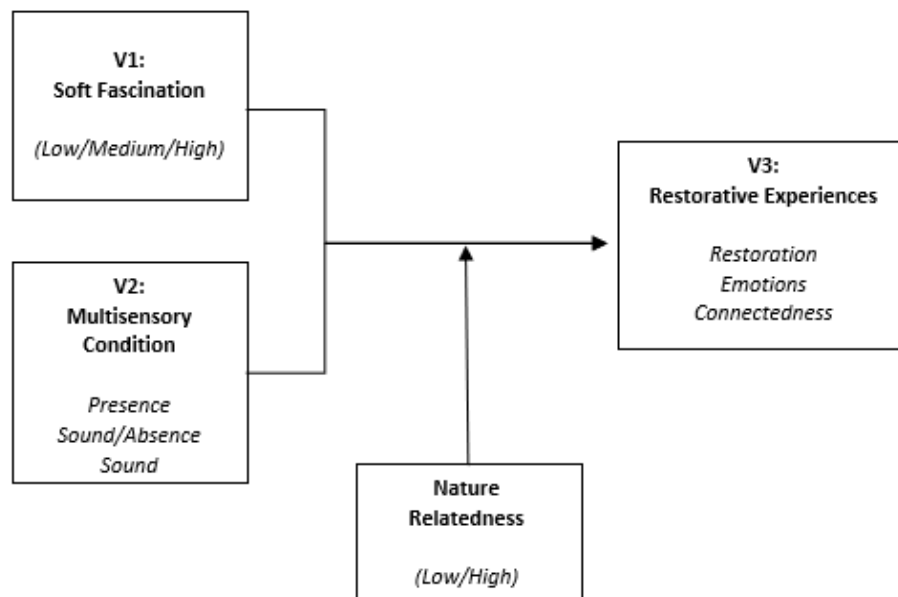 V1:
Soft Fascination
(Low/Medium/High)
V2:
Multisensory
Condition
Presence
Sound/Absence
Sound
V3:
Restorative Experiences
Restoration
Emotions
Connectedness
Nature
Relatedness
(Low/High)